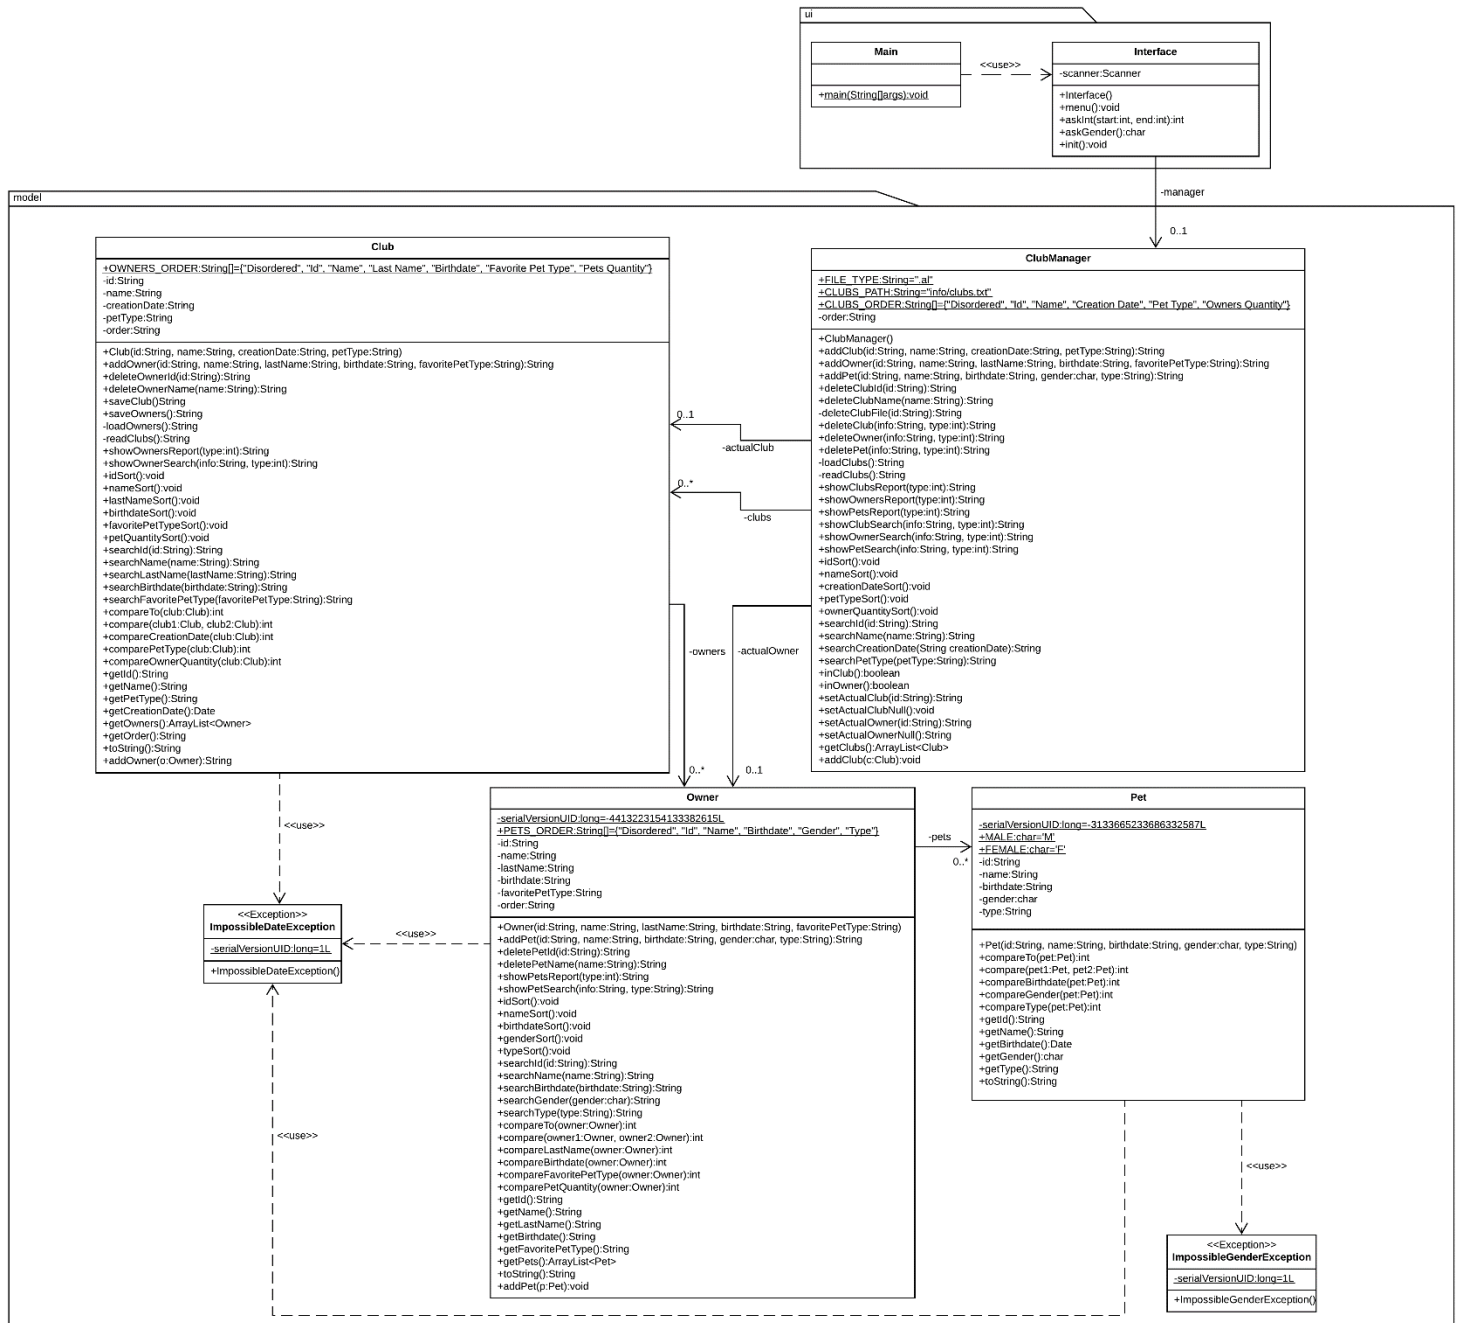 ui
Main
+main(String[]args):void
<<use>>
Interface
-scanner:Scanner
+Interface()
+menu():void
+askInt(start:int, end:int):int
+askGender():char
+init():void
-manager
0..1
model
Club
+OWNERS_ORDER:String[]={"Disordered", "Id", "Name", "Last Name", "Birthdate", "Favorite Pet Type", "Pets Quantity"}
-id:String
-name:String
-creationDate:String
-petType:String
-order:String
+Club(id:String, name:String, creationDate:String, petType:String)
+addOwner(id:String, name:String, lastName:String, birthdate:String, favoritePetType:String):String
+deleteOwnerId(id:String):String
+deleteOwnerName(name:String):String
+saveClub()String
+saveOwners():String
-loadOwners():String
-readClubs():String
+showOwnersReport(type:int):String
+showOwnerSearch(info:String, type:int):String
+idSort():void
+nameSort():void
+lastNameSort():void
+birthdateSort():void
+favoritePetTypeSort():void
+petQuantitySort():void
+searchId(id:String):String
+searchName(name:String):String
+searchLastName(lastName:String):String
+searchBirthdate(birthdate:String):String
+searchFavoritePetType(favoritePetType:String):String
+compareTo(club:Club):int
+compare(club1:Club, club2:Club):int
+compareCreationDate(club:Club):int
+comparePetType(club:Club):int
+compareOwnerQuantity(club:Club):int
+getId():String
+getName():String
+getPetType():String
+getCreationDate():Date
+getOwners():ArrayList<Owner>
+getOrder():String
+toString():String
+addOwner(o:Owner):String
0..1
-actualClub
0..*
-clubs
ClubManager
+FILE_TYPE:String=".al"
+CLUBS_PATH:String="info/clubs.txt"
+CLUBS_ORDER:String[]={"Disordered", "Id", "Name", "Creation Date", "Pet Type", "Owners Quantity"}
-order:String
+ClubManager()
+addClub(id:String, name:String, creationDate:String, petType:String):String
+addOwner(id:String, name:String, lastName:String, birthdate:String, favoritePetType:String):String
+addPet(id:String, name:String, birthdate:String, gender:char, type:String):String
+deleteClubId(id:String):String
+deleteClubName(name:String):String
-deleteClubFile(id:String):String
+deleteClub(info:String, type:int):String
+deleteOwner(info:String, type:int):String
+deletePet(info:String, type:int):String
-loadClubs():String
-readClubs():String
+showClubsReport(type:int):String
+showOwnersReport(type:int):String
+showPetsReport(type:int):String
+showClubSearch(info:String, type:int):String
+showOwnerSearch(info:String, type:int):String
+showPetSearch(info:String, type:int):String
+idSort():void
+nameSort():void
+creationDateSort():void
+petTypeSort():void
+ownerQuantitySort():void
+searchId(id:String):String
+searchName(name:String):String
+searchCreationDate(String creationDate):String
+searchPetType(petType:String):String
+inClub():boolean
+inOwner():boolean
+setActualClub(id:String):String
+setActualClubNull():void
+setActualOwner(id:String):String
+setActualOwnerNull():String
+getClubs():ArrayList<Club>
+addClub(c:Club):void
-owners
0..*
-actualOwner
0..1
<<use>>
<<Exception>>
ImpossibleDateException
-serialVersionUID:long=1L
+ImpossibleDateException()
<<use>>
<<use>>
Owner
-serialVersionUID:long=-4413223154133382615L
+PETS_ORDER:String[]={"Disordered", "Id", "Name", "Birthdate", "Gender", "Type"}
-id:String
-name:String
-lastName:String
-birthdate:String
-favoritePetType:String
-order:String
+Owner(id:String, name:String, lastName:String, birthdate:String, favoritePetType:String)
+addPet(id:String, name:String, birthdate:String, gender:char, type:String):String
+deletePetId(id:String):String
+deletePetName(name:String):String
+showPetsReport(type:int):String
+showPetSearch(info:String, type:String):String
+idSort():void
+nameSort():void
+birthdateSort():void
+genderSort():void
+typeSort():void
+searchId(id:String):String
+searchName(name:String):String
+searchBirthdate(birthdate:String):String
+searchGender(gender:char):String
+searchType(type:String):String
+compareTo(owner:Owner):int
+compare(owner1:Owner, owner2:Owner):int
+compareLastName(owner:Owner):int
+compareBirthdate(owner:Owner):int
+compareFavoritePetType(owner:Owner):int
+comparePetQuantity(owner:Owner):int
+getId():String
+getName():String
+getLastName():String
+getBirthdate():String
+getFavoritePetType():String
+getPets():ArrayList<Pet>
+toString():String
+addPet(p:Pet):void
-pets
0..*
Pet
-serialVersionUID:long=-3133665233686332587L
+MALE:char='M'
+FEMALE:char='F'
-id:String
-name:String
-birthdate:String
-gender:char
-type:String
+Pet(id:String, name:String, birthdate:String, gender:char, type:String)
+compareTo(pet:Pet):int
+compare(pet1:Pet, pet2:Pet):int
+compareBirthdate(pet:Pet):int
+compareGender(pet:Pet):int
+compareType(pet:Pet):int
+getId():String
+getName():String
+getBirthdate():Date
+getGender():char
+getType():String
+toString():String
<<use>>
<<Exception>>
ImpossibleGenderException
-serialVersionUID:long=1L
+ImpossibleGenderException()